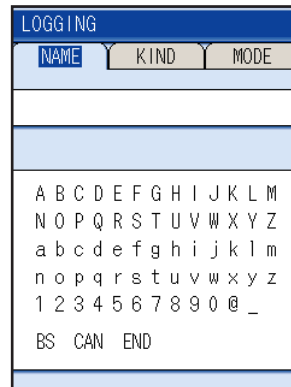 LOGGING
NAME KIND MODE
A B C D E F G H I J K L M
N O P Q R S T U V W X Y Z
a b c d e f g h i j k l m
n o p q r s t u v w x y z
1 2 3 4 5 6 7 8 9 0 @ _
BS CAN END